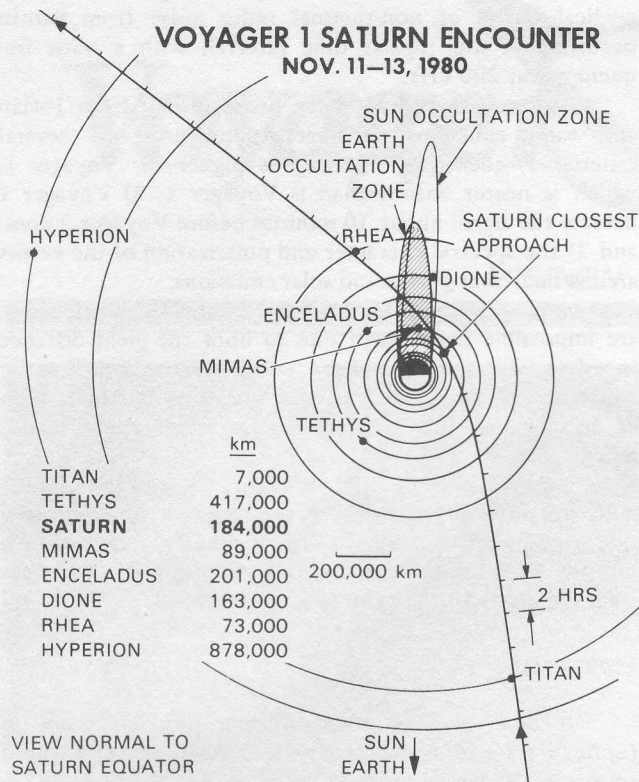 VOYAGER 1 SATURN ENCOUNTER
NOV. 11–13, 1980
SUN OCCULTATION ZONE
EARTH
OCCULTATION
ZONE
RHEA
SATURN CLOSEST
APPROACH
HYPERION
DIONE
ENCELADUS
MIMAS
TETHYS
km
TITAN 7,000
TETHYS 417,000
SATURN 184,000
MIMAS 89,000
ENCELADUS 201,000
DIONE 163,000
RHEA 73,000
HYPERION 878,000
200,000 km
2 HRS
TITAN
VIEW NORMAL TO
SATURN EQUATOR
SUN
EARTH